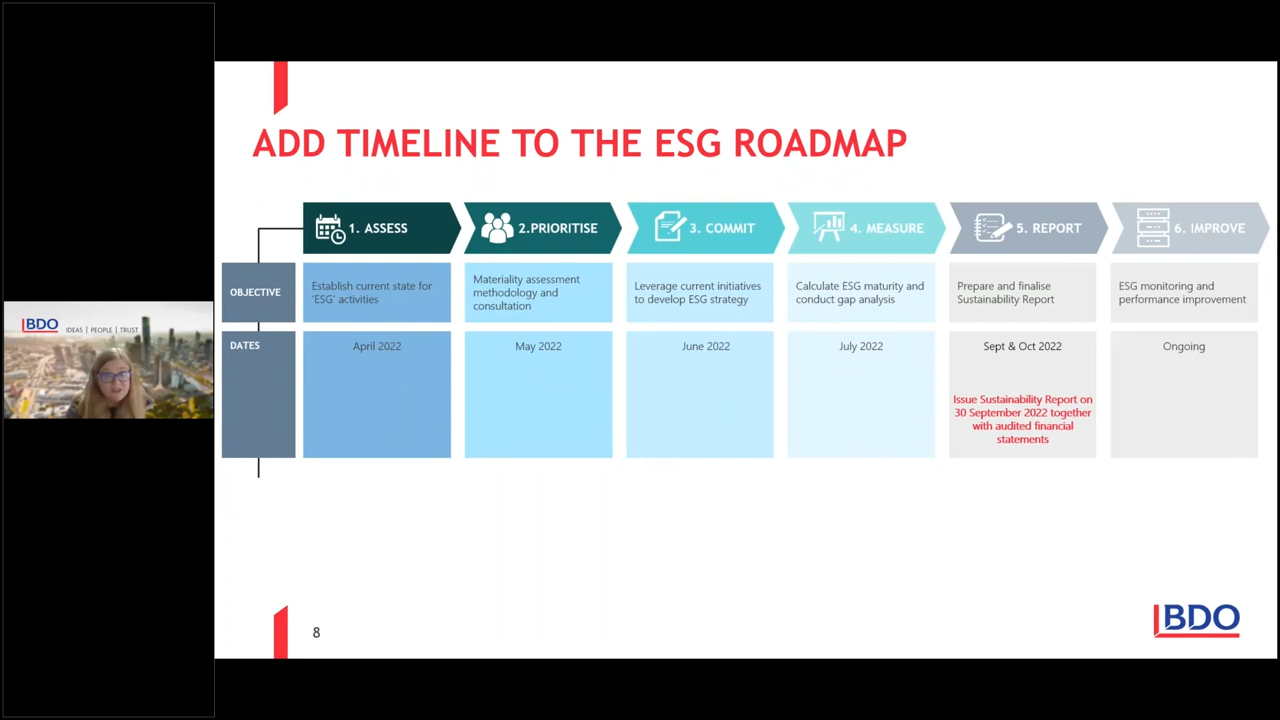 ADD TIMELINE TO THE ESG ROADMAP
1. ASSESS
2.PRIORITISE
3. COMMIT
4. MEASURE
5. REPORT
6. IMPROVE
OBJECTIVE
Establish current state for
'ESG' activities
Materiality assessment
methodology and
consultation
Leverage current initiatives
to develop ESG strategy
Calculate ESG maturity and
conduct gap analysis
Prepare and finalise
Sustainability Report
ESG monitoring and
performance improvement
DATES
April 2022
May 2022
June 2022
July 2022
Sept & Oct 2022
Issue Sustainability Report on
30 September 2022 together
with audited financial
statements
Ongoing
BDO
IDEAS | PEOPLE | TRUST
8
BDO